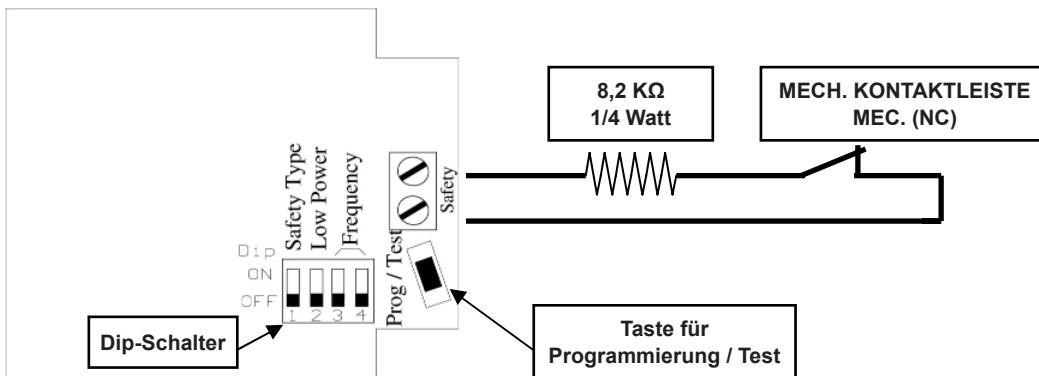 8,2 KΩ
1/4 Watt
MECH. KONTAKTLEISTE
MEC. (NC)
Safety Type
Low Power
Frequency
Safety
Dip
ON
OFF
1 2 3 4
Prog / Test
Dip-Schalter
Taste für
Programmierung / Test